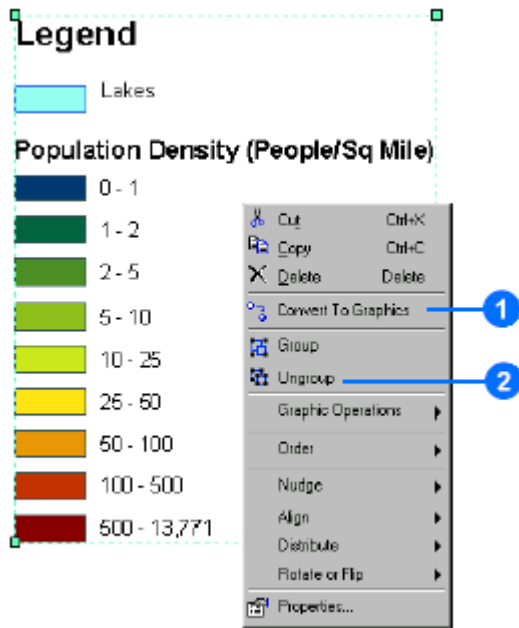 Legend
Lakes
Population Density (People/Sq Mile)
0 - 1
1 - 2
2 - 5
5 - 10
10 - 25
25 - 50
50 - 100
100 - 500
500 - 13,771
Cut Ctrl+X
Copy Ctrl+C
Delete Delete
Convert To Graphics
1
Group
Ungroup
2
Graphic Operations
Order
Nudge
Align
Distribute
Rotate or Flip
Properties...